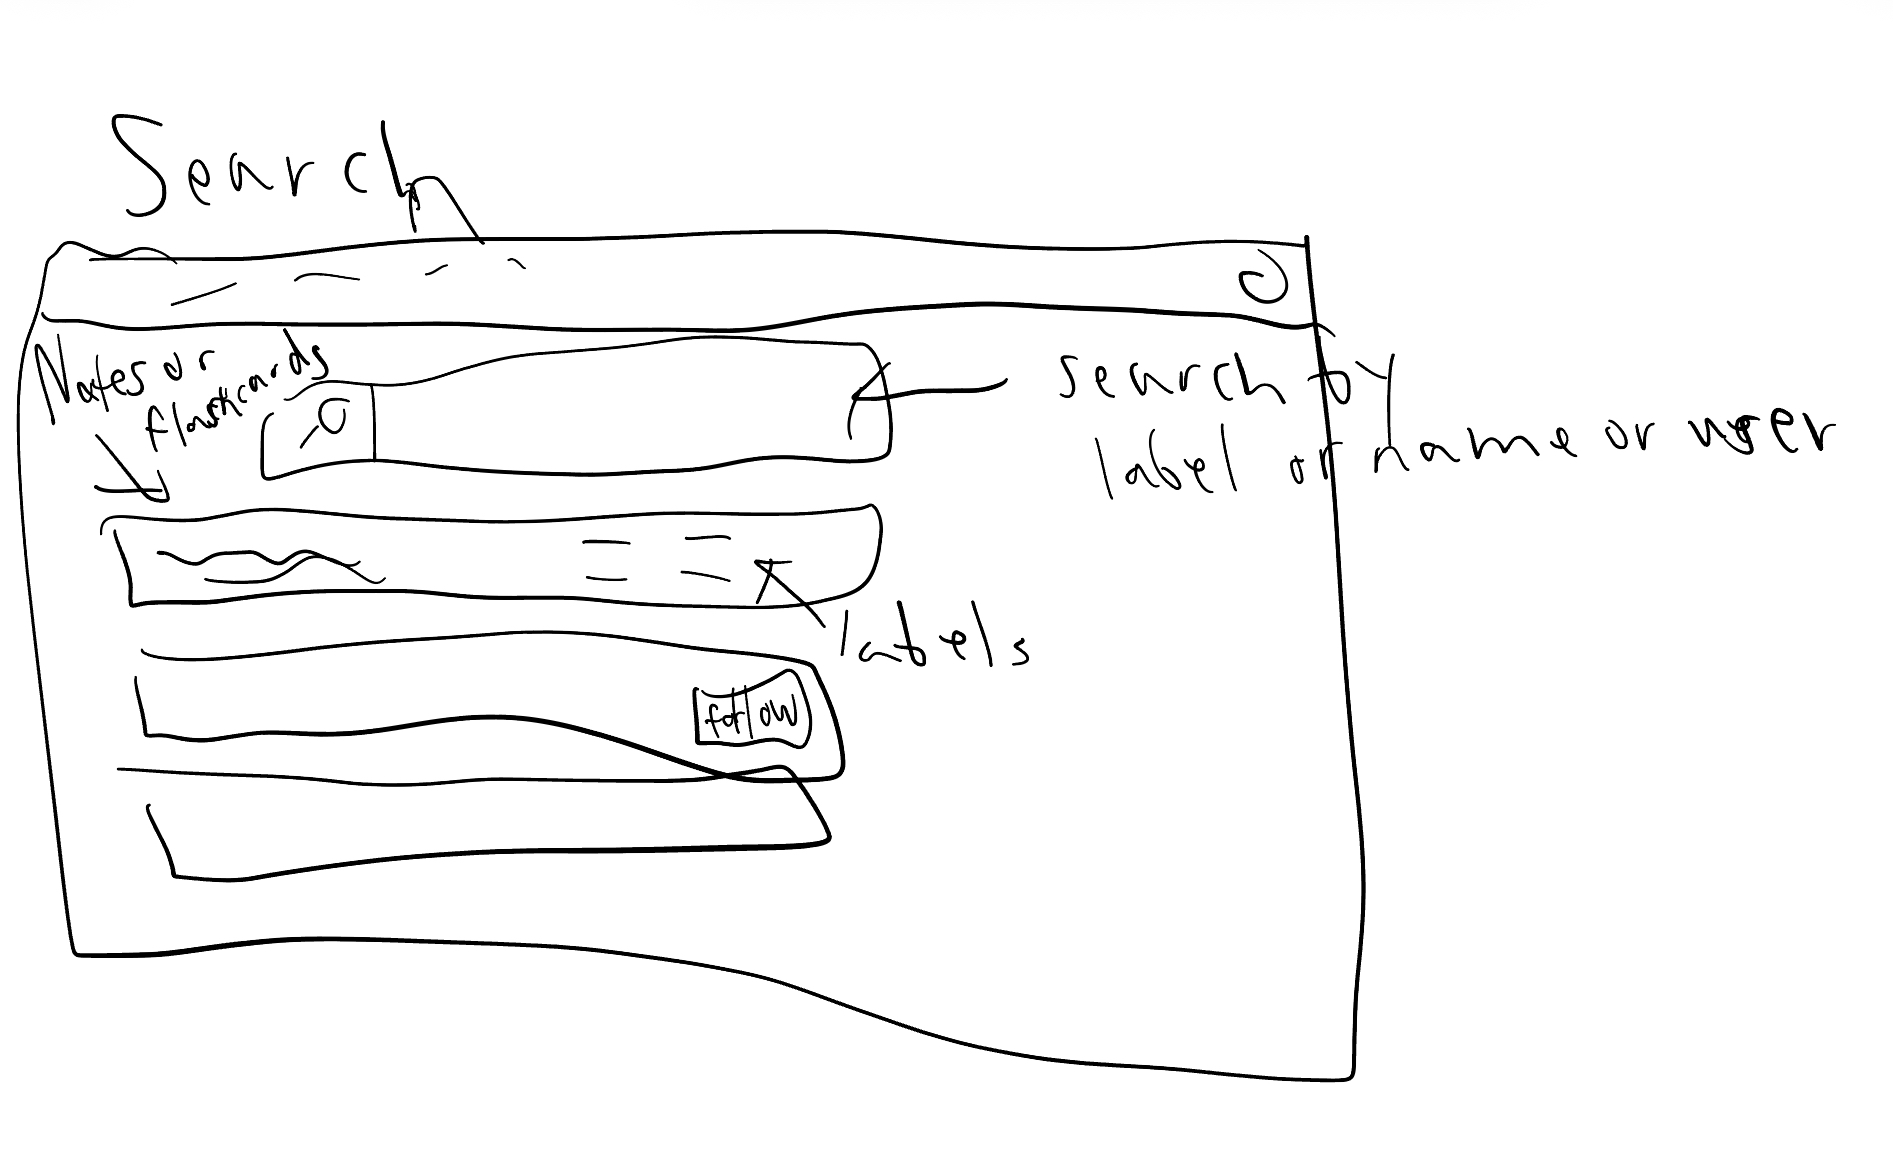 Search
Notes or
flashcards
search by
label or name or user
labels
follow